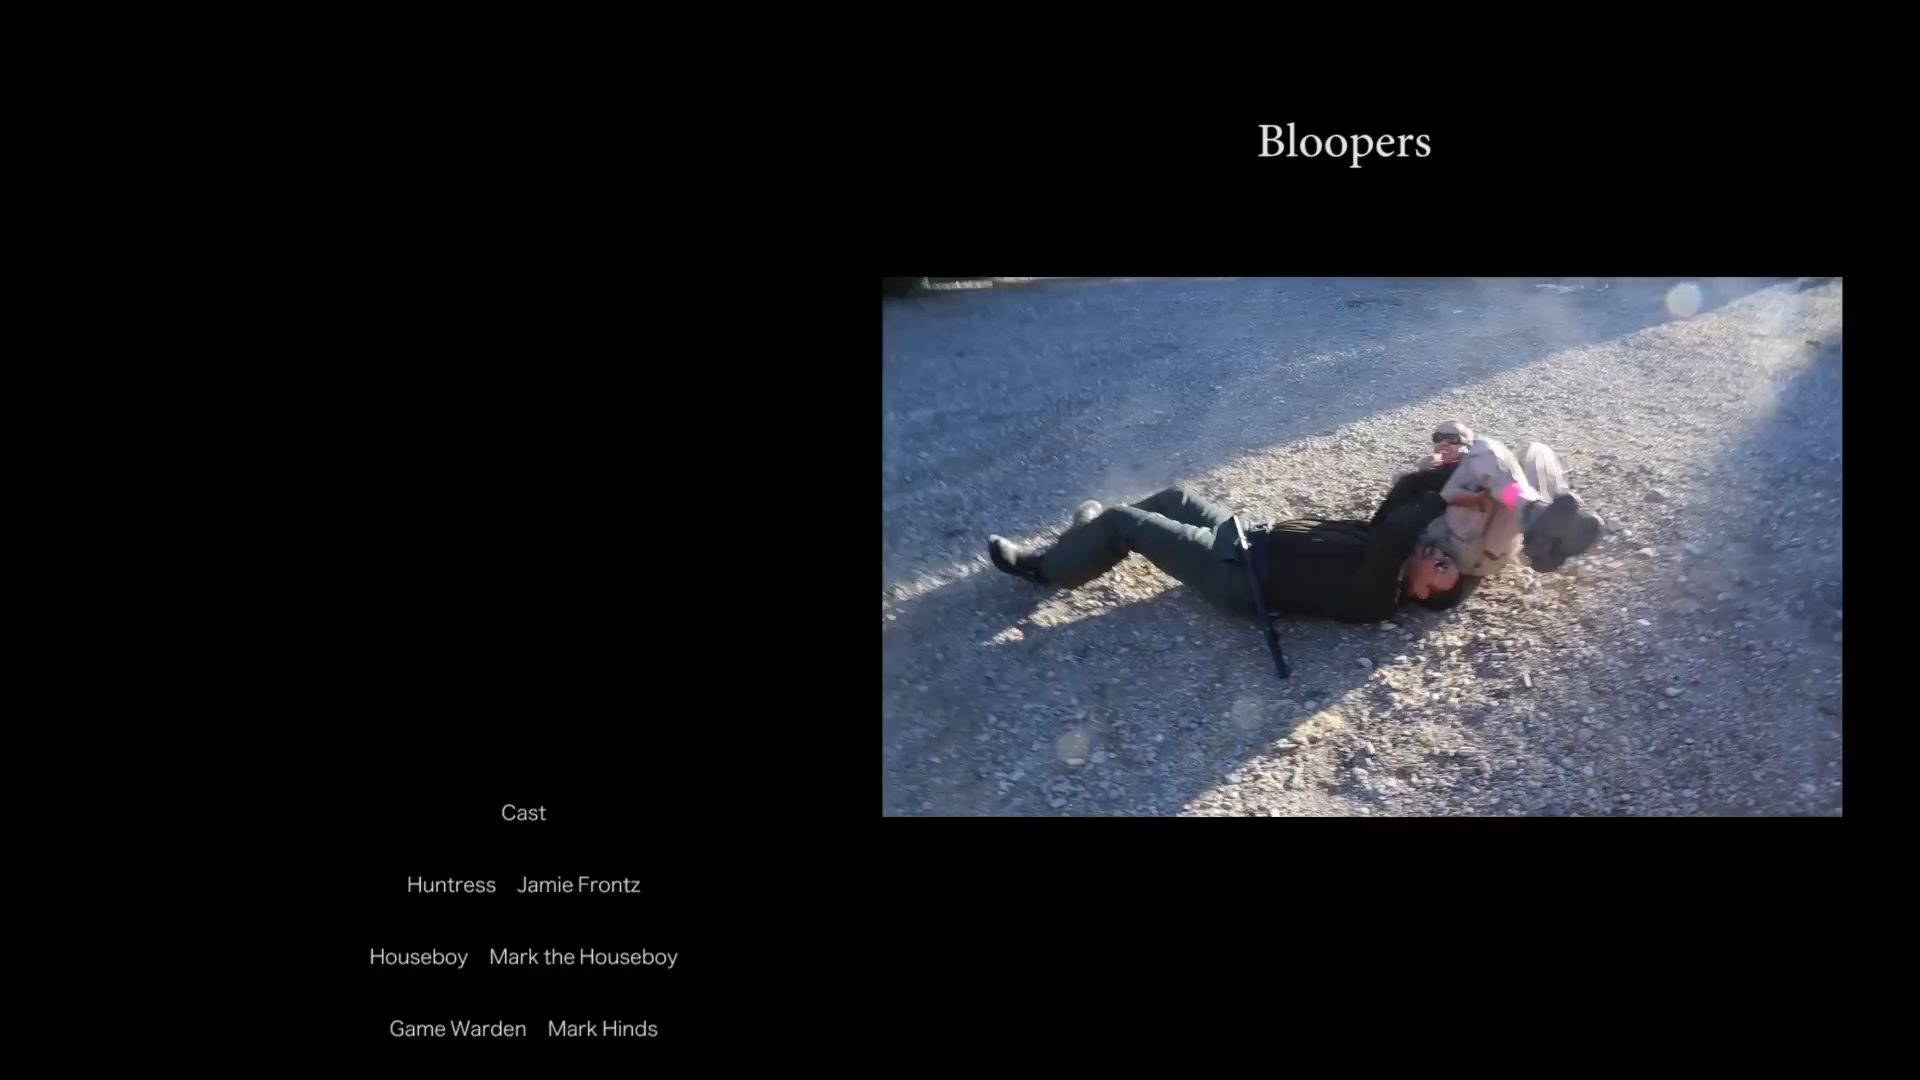 Bloopers
Cast
Huntress Jamie Frontz
Houseboy Mark the Houseboy
Game Warden Mark Hinds